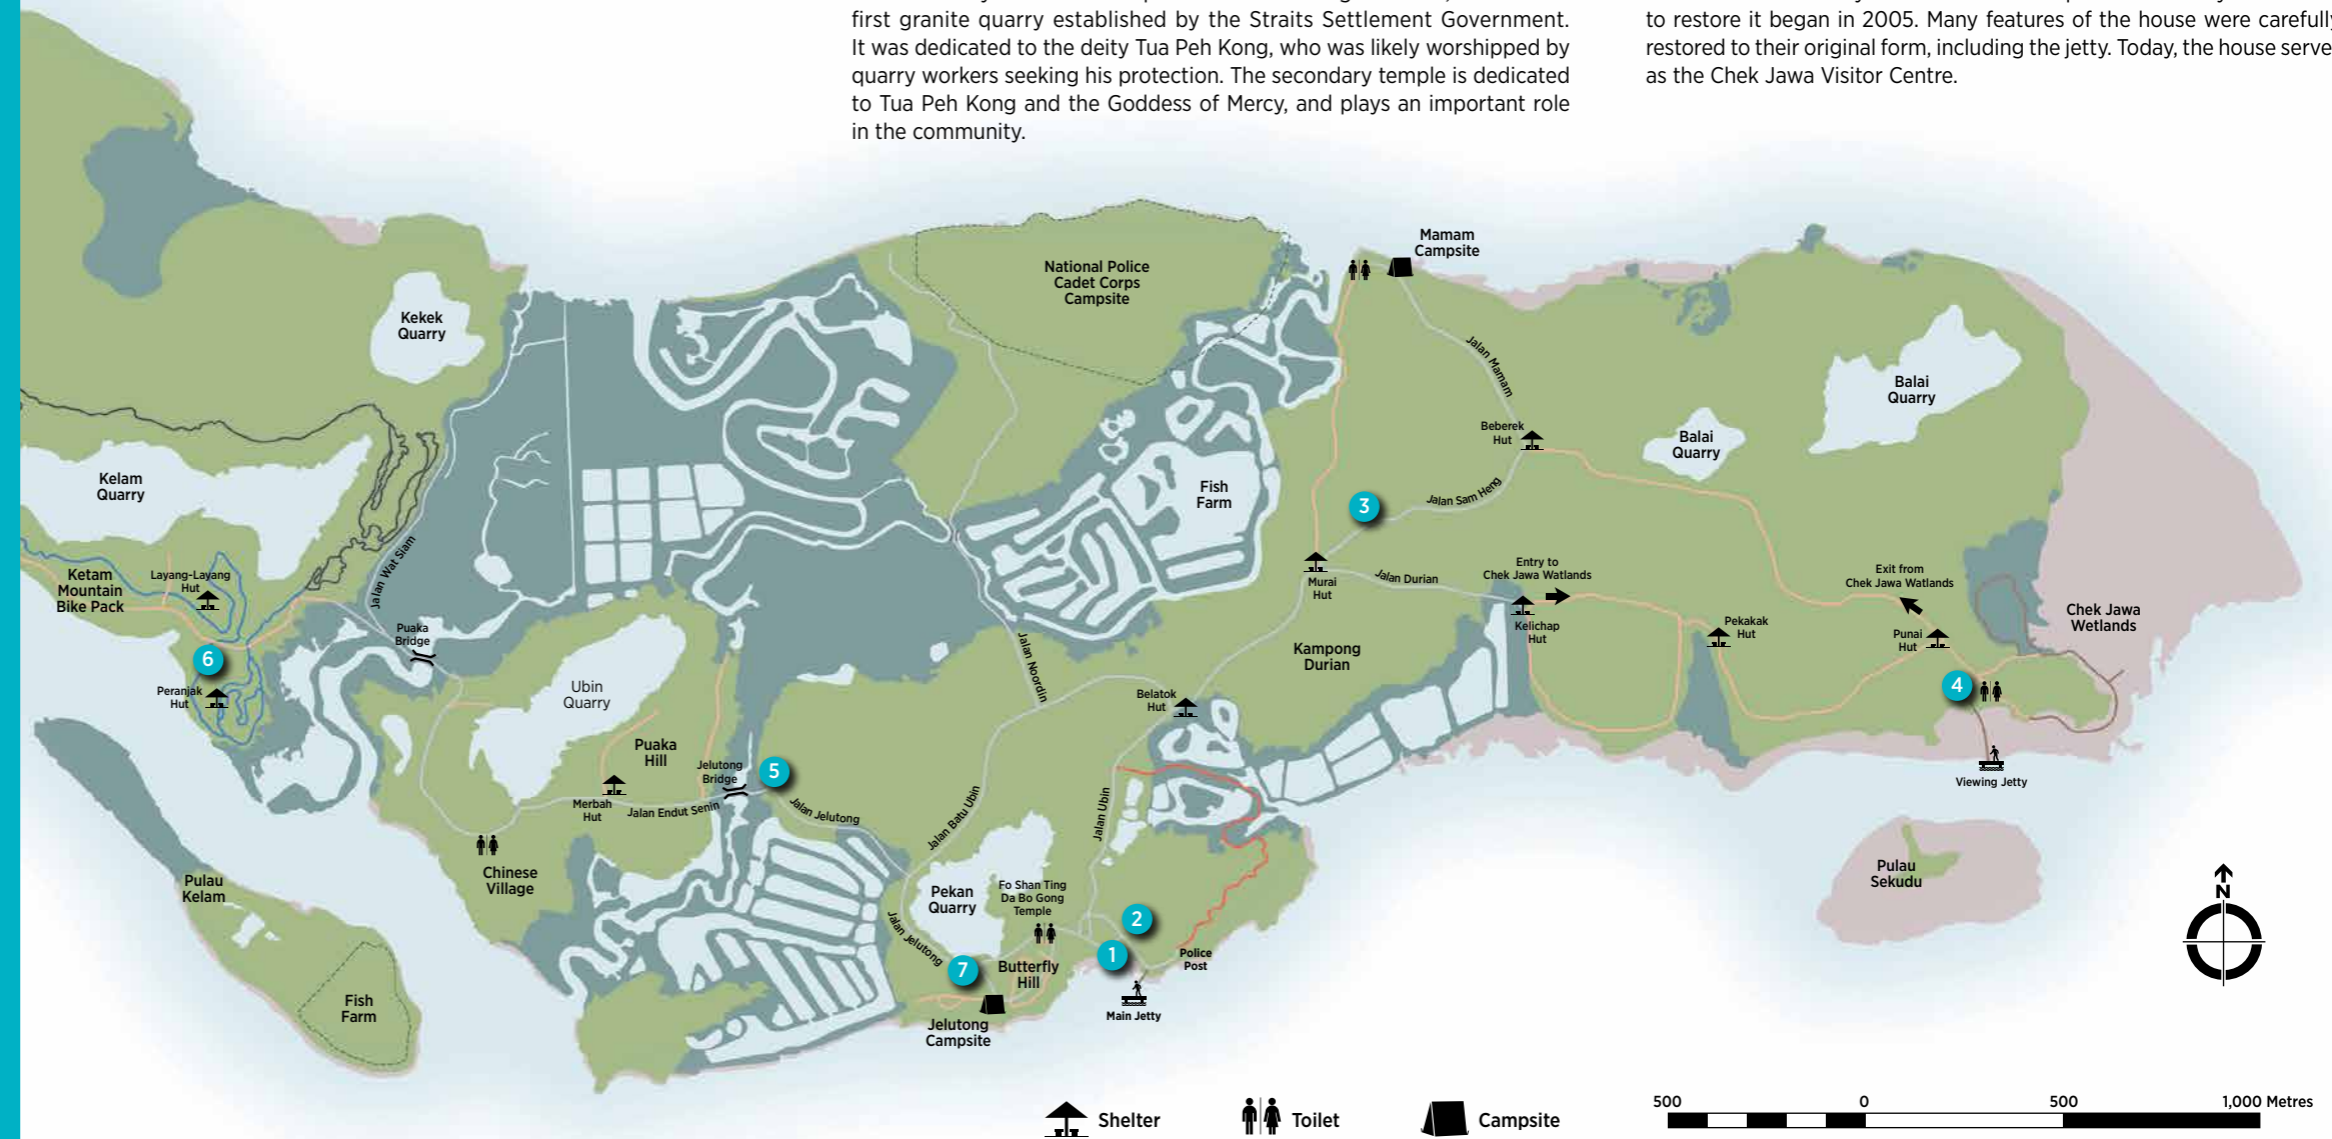 first granite quarry established by the Straits Settlement Government.
It was dedicated to the deity Tua Peh Kong, who was likely worshipped by
quarry workers seeking his protection. The secondary temple is dedicated
to Tua Peh Kong and the Goddess of Mercy, and plays an important role
in the community.
to restore it began in 2005. Many features of the house were carefully
restored to their original form, including the jetty. Today, the house serve
as the Chek Jawa Visitor Centre.
Mamam
Campsite
National Police
Cadet Corps
Campsite
Kekek
Quarry
Jalan Mamam
Balai
Quarry
Beberek
Hut
Balai
Quarry
Kelam
Quarry
Fish
Farm
Jalan Sam Heng
3
Jalan Wat Siam
Ketam
Mountain
Bike Pack
Layang-Layang
Hut
Murai
Hut
Jalan Durian
Entry to
Chek Jawa Watlands
Exit from
Chek Jawa Watlands
Chek Jawa
Wetlands
Kelichap
Hut
Pekakak
Hut
Punai
Hut
Puaka
Bridge
6
Peranjak
Hut
Ubin
Quarry
Jalan Noordin
Kampong
Durian
Belatok
Hut
4
Puaka
Hill
Jelutong
Bridge
5
Viewing Jetty
Merbah
Hut
Jalan Endut Senin
Jalan Jelutong
Jalan Batu Ubin
Jalan Ubin
Chinese
Village
Pulau
Kelam
Pekan
Quarry
Fo Shan Ting
Da Bo Gong
Temple
Pulau
Sekudu
N
2
Jalan Jelutong
1
7
Butterfly
Hill
Police
Post
Fish
Farm
Main Jetty
Jelutong
Campsite
Shelter
Toilet
Campsite
500 0 500 1,000 Metres